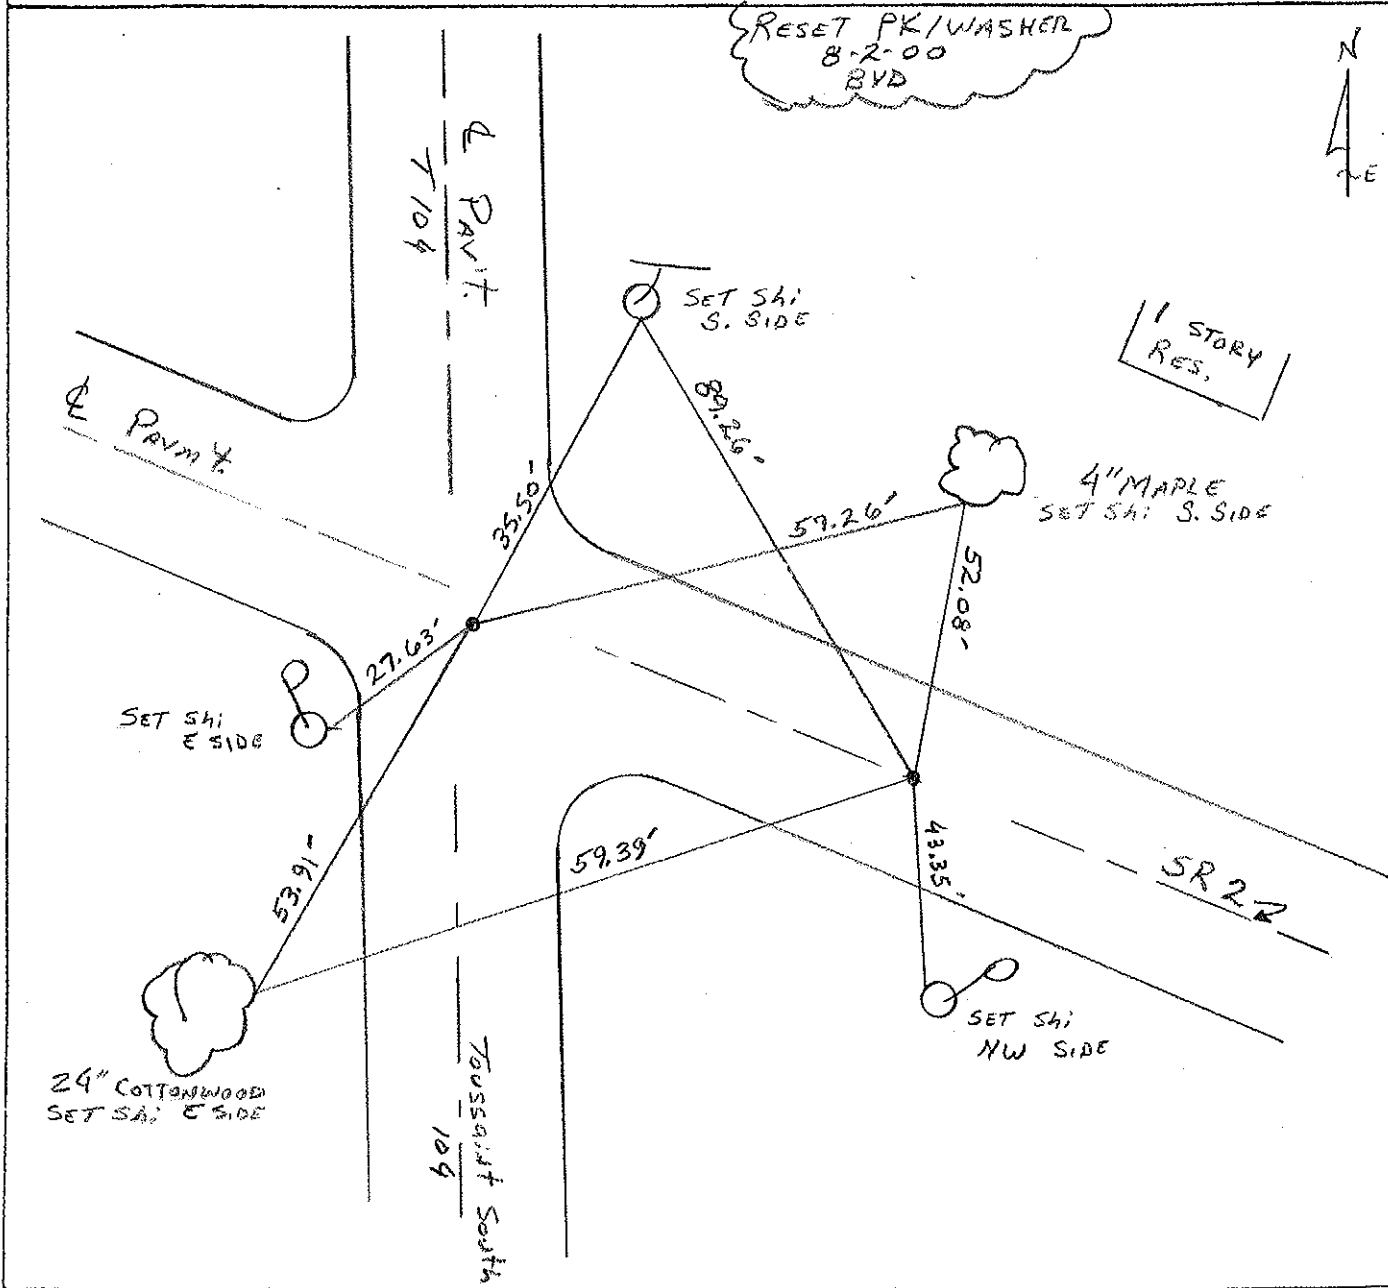 RESET PK/WASHER
8-2-00
BYD
N
E
℄ PAV'T.
T 104
SET Shi
S. SIDE
1 STORY
RES.
℄ PAVM'T.
89.26'
35.50'
57.26'
4" MAPLE
SET Shi S. SIDE
52.08'
27.63'
SET Shi
E SIDE
59.39'
43.35'
53.91'
SR 2
SET Shi
NW SIDE
24" COTTONWOOD
SET Shi E SIDE
TOUSSAINT South
104